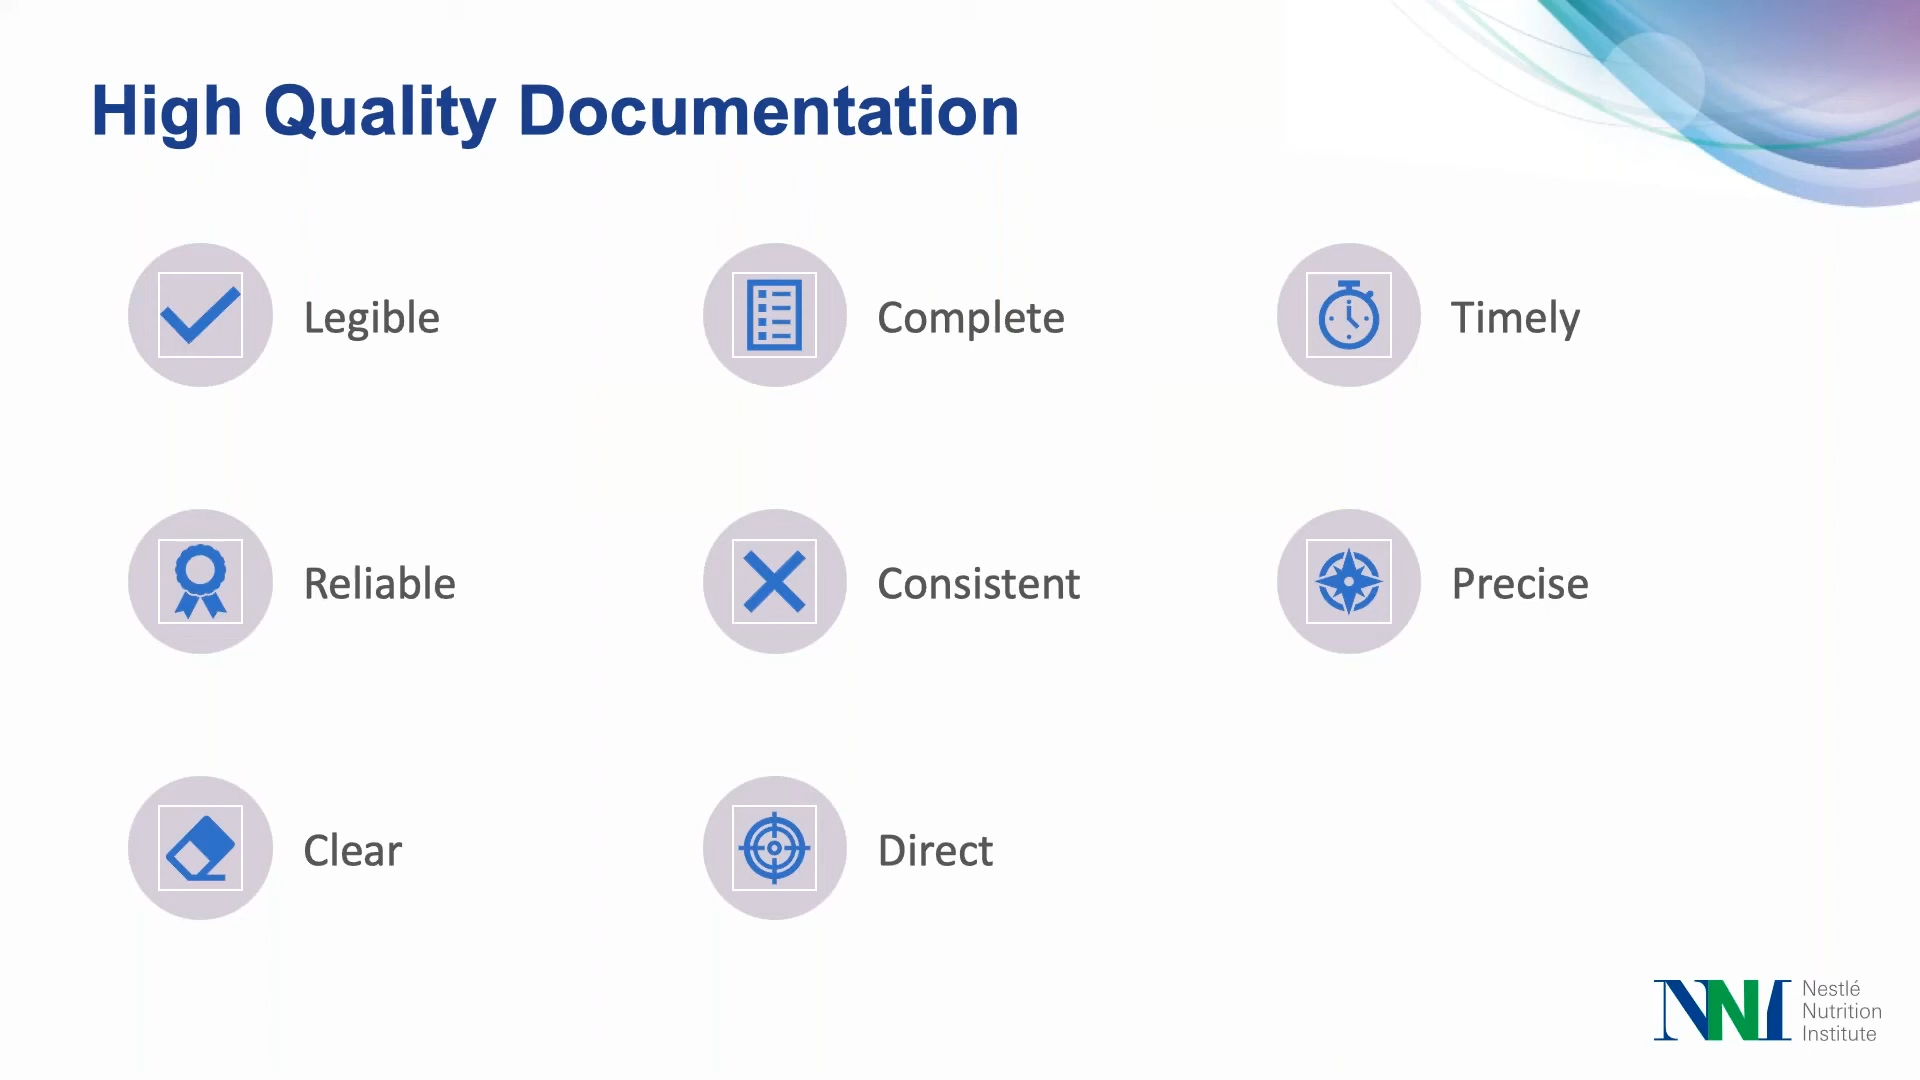 High Quality Documentation
Legible
Complete
Timely
Reliable
Consistent
Precise
Clear
Direct
NNI
Nestlé
Nutrition
Institute